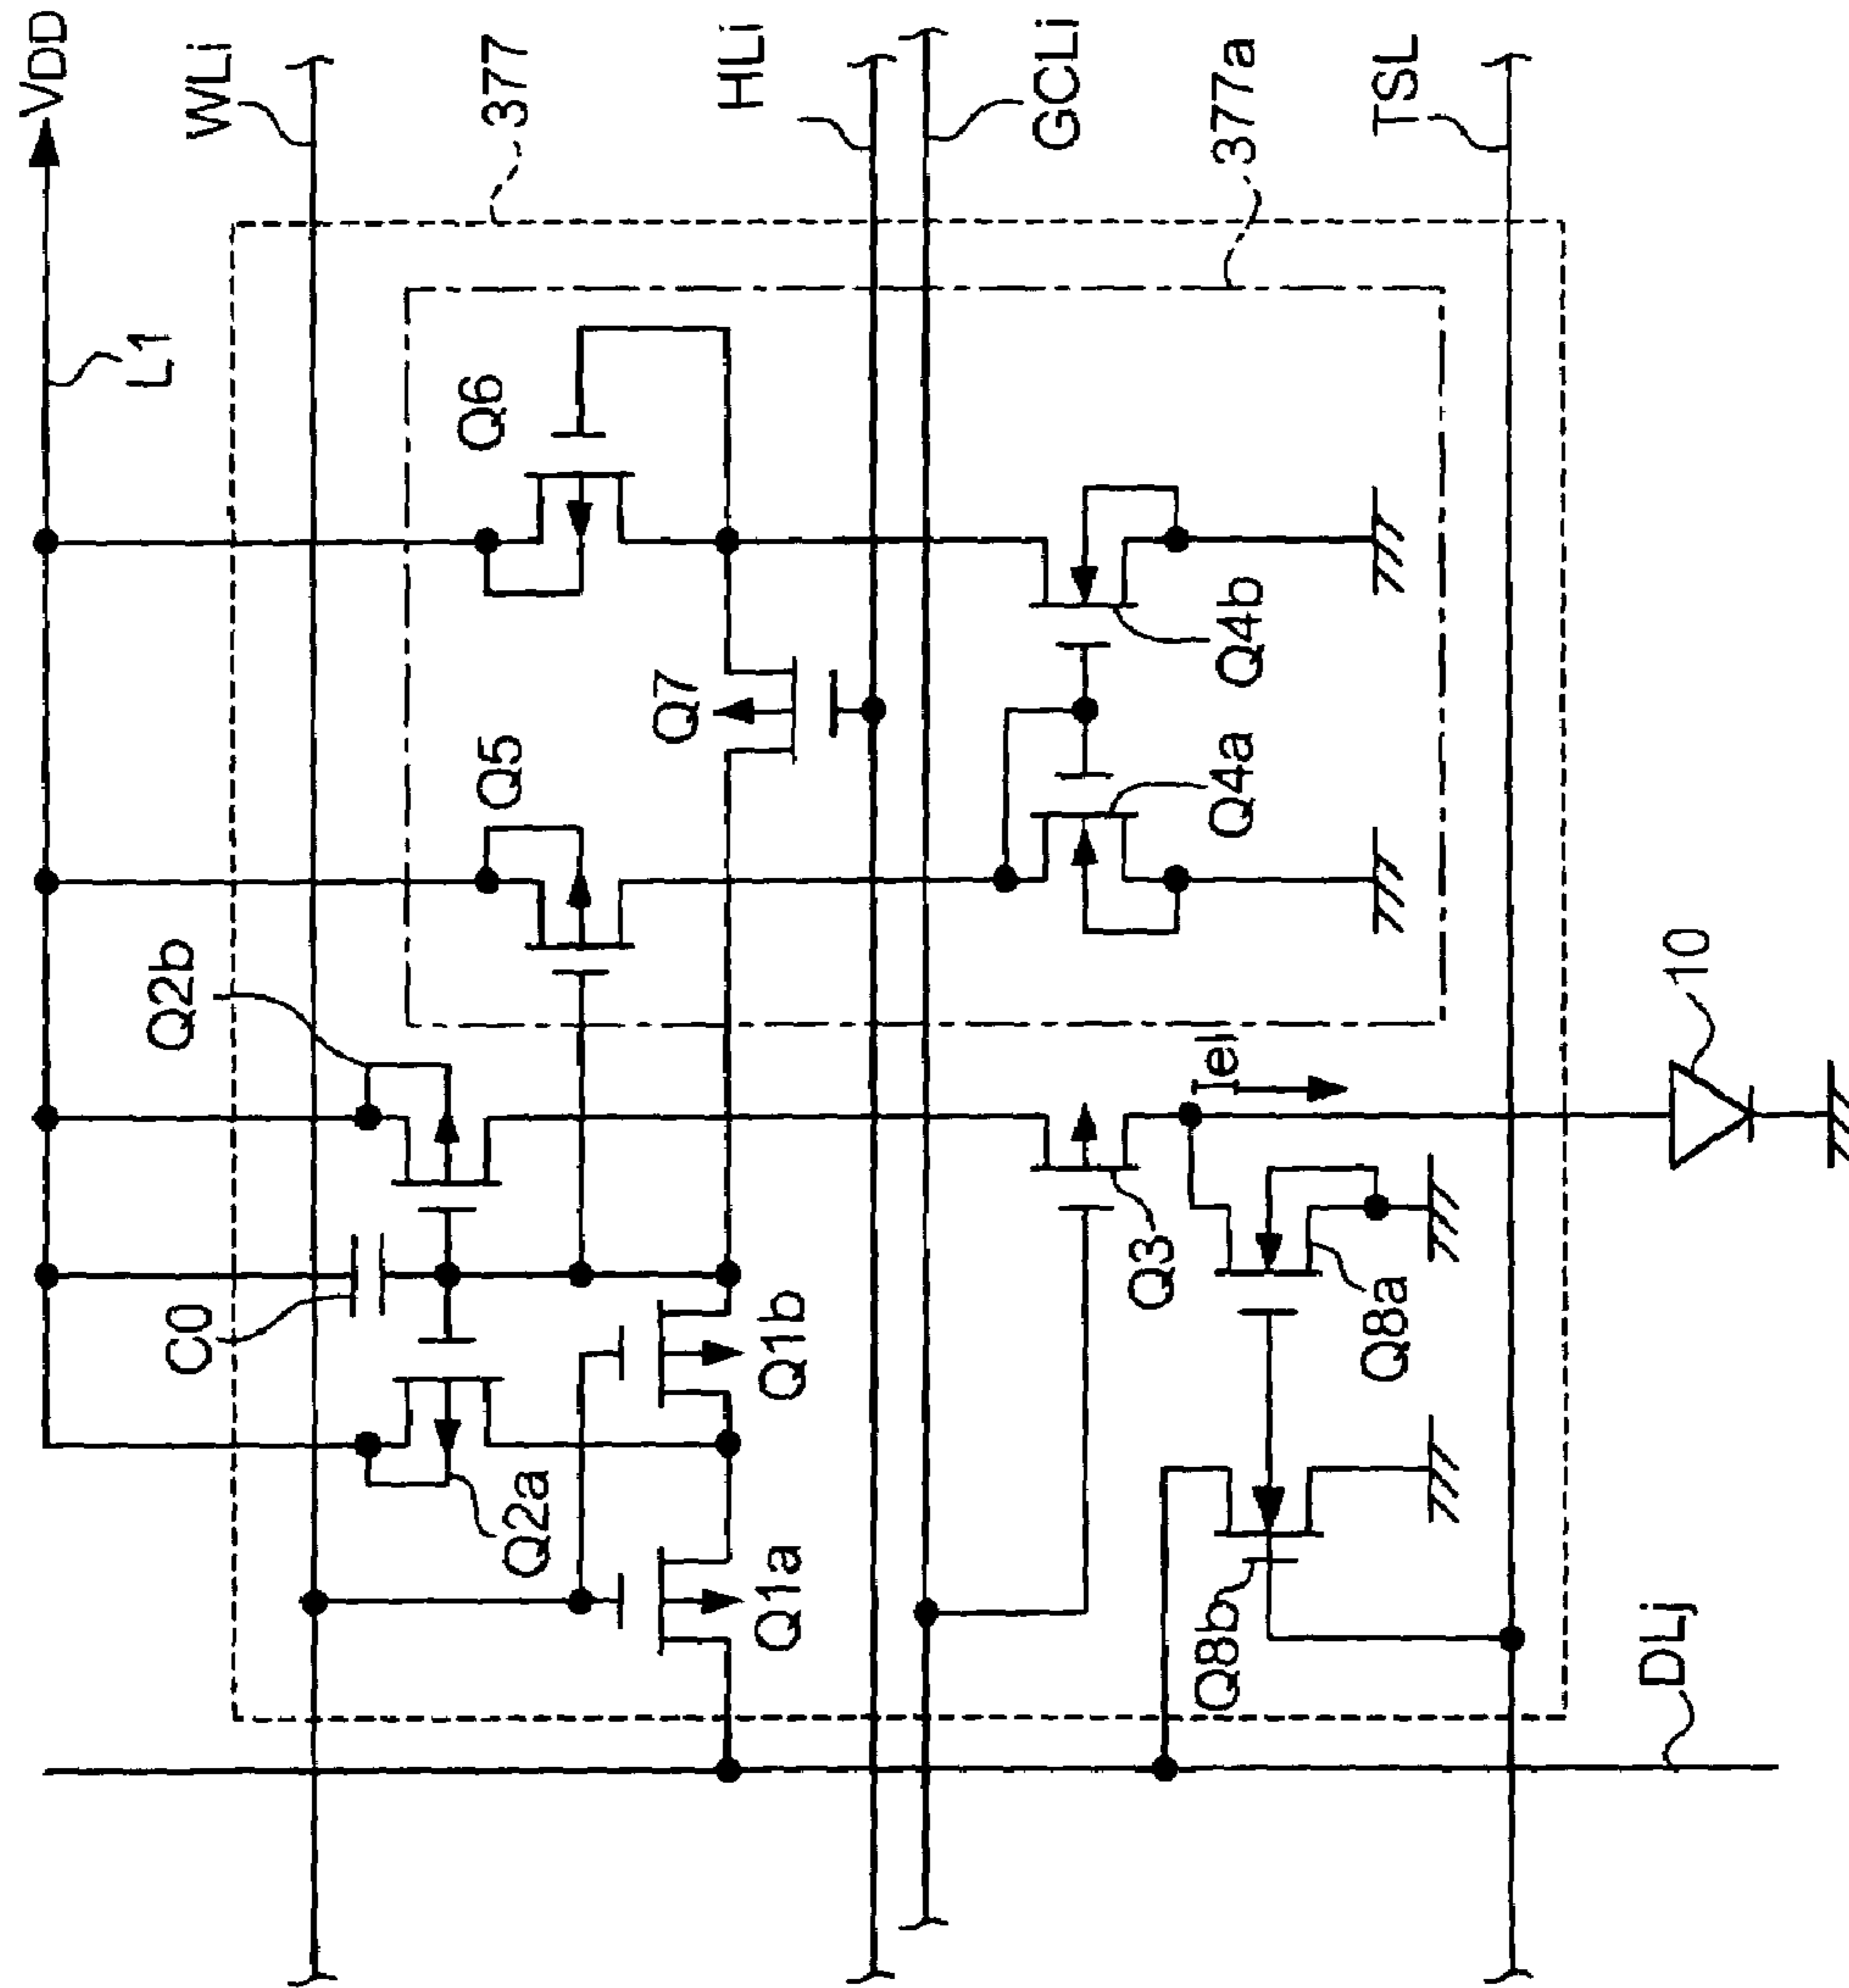 VDD
WLi
377
HLi
GCLi
377a
TSL
L1
Q6
Q7
Q4b
Q5
Q4a
Q2b
10
Iel
C0
Q1b
Q3
Q8a
Q2a
Q1a
Q8b
DLj